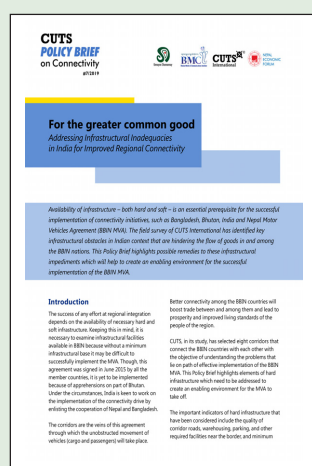 CUTS
POLICY BRIEF
on Connectivity
#7/2019
BMC
CUTS
International
NEPAL
ECONOMIC
FORUM
For the greater common good
Addressing Infrastructural Inadequacies
in India for Improved Regional Connectivity
Availability of infrastructure – both hard and soft – is an essential prerequisite for the successful
implementation of connectivity initiatives, such as Bangladesh, Bhutan, India and Nepal Motor
Vehicles Agreement (BBIN MVA). The field survey of CUTS International has identified key
infrastructural obstacles in Indian context that are hindering the flow of goods in and among
the BBIN nations. This Policy Brief highlights possible remedies to these infrastructural
impediments which will help to create an enabling environment for the successful
implementation of the BBIN MVA.
Introduction
The success of any effort at regional integration
depends on the availability of necessary hard and
soft infrastructure. Keeping this in mind, it is
necessary to examine infrastructural facilities
available in BBIN because without a minimum
infrastructural base it may be difficult to
successfully implement the MVA. Though, this
agreement was signed in June 2015 by all the
member countries, it is yet to be implemented
because of apprehensions on part of Bhutan.
Under the circumstances, India is keen to work on
the implementation of the connectivity drive by
enlisting the cooperation of Nepal and Bangladesh.
The corridors are the veins of this agreement
through which the unobstructed movement of
vehicles (cargo and passengers) will take place.
Better connectivity among the BBIN countries will
boost trade between and among them and lead to
prosperity and improved living standards of the
people of the region.
CUTS, in its study, has selected eight corridors that
connect the BBIN countries with each other with
the objective of understanding the problems that
lie on path of effective implementation of the BBIN
MVA. This Policy Brief highlights elements of hard
infrastructure which need to be addressed to
create an enabling environment for the MVA to
take off.
The important indicators of hard infrastructure that
have been considered include the quality of
corridor roads, warehousing, parking, and other
required facilities near the border, and minimum